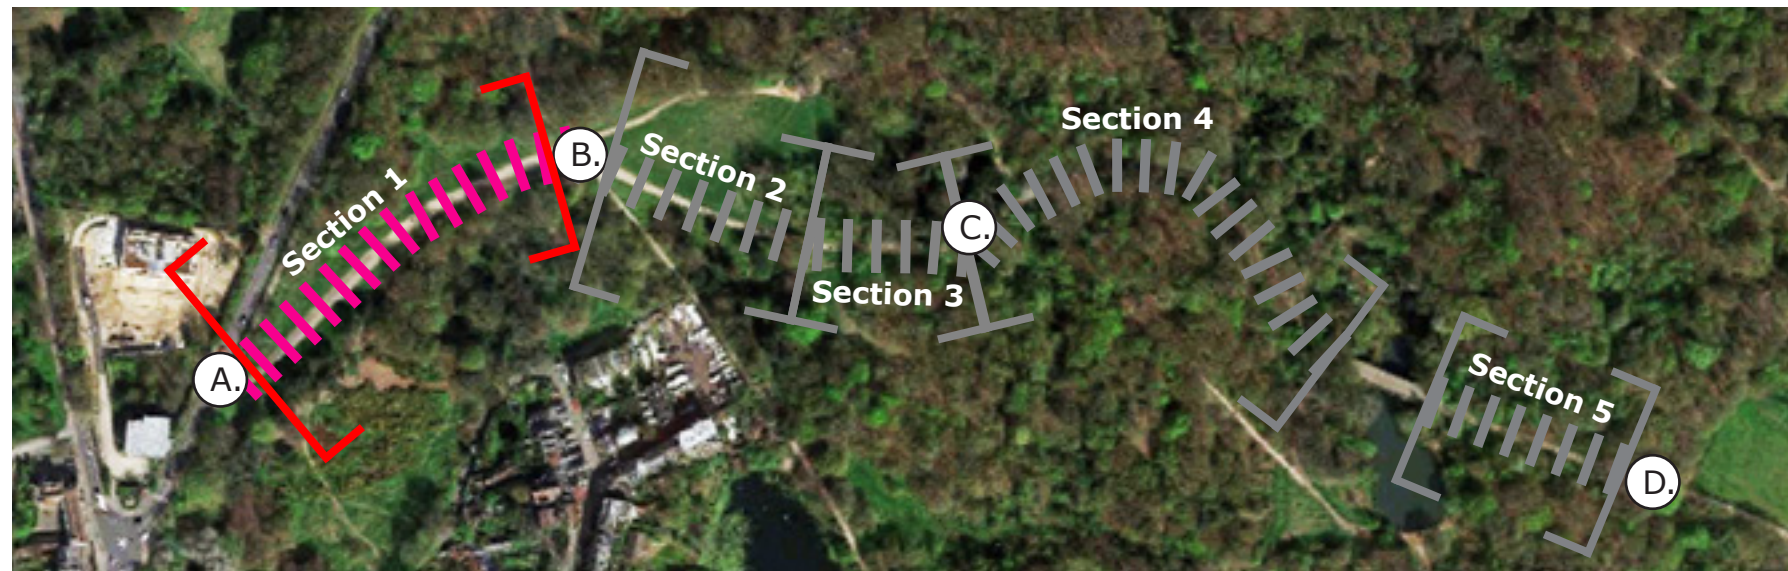 Section 1
A.
B.
Section 2
Section 3
C.
Section 4
Section 5
D.